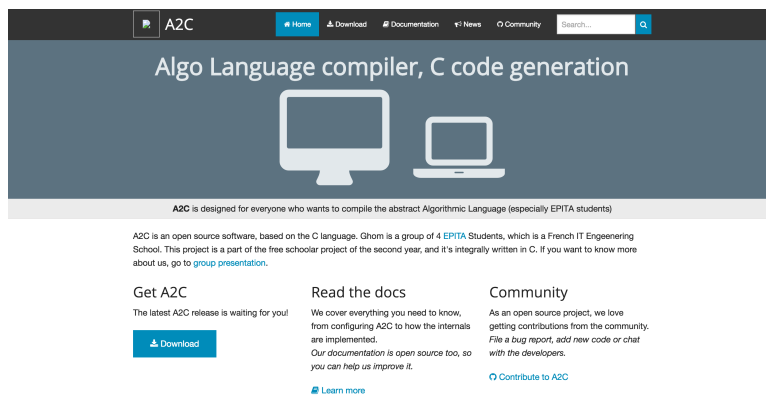 A2C
Home
Download
Documentation
News
Community
Search...
Algo Language compiler, C code generation
A2C is designed for everyone who wants to compile the abstract Algorithmic Language (especially EPITA students)
A2C is an open source software, based on the C language. Ghom is a group of 4 EPITA Students, which is a French IT Engeenering
School. This project is a part of the free schoolar project of the second year, and it's integrally written in C. If you want to know more
about us, go to group presentation.
Get A2C
The latest A2C release is waiting for you!
Download
Read the docs
We cover everything you need to know,
from configuring A2C to how the internals
are implemented.
Our documentation is open source too, so
you can help us improve it.
Learn more
Community
As an open source project, we love
getting contributions from the community.
File a bug report, add new code or chat
with the developers.
Contribute to A2C